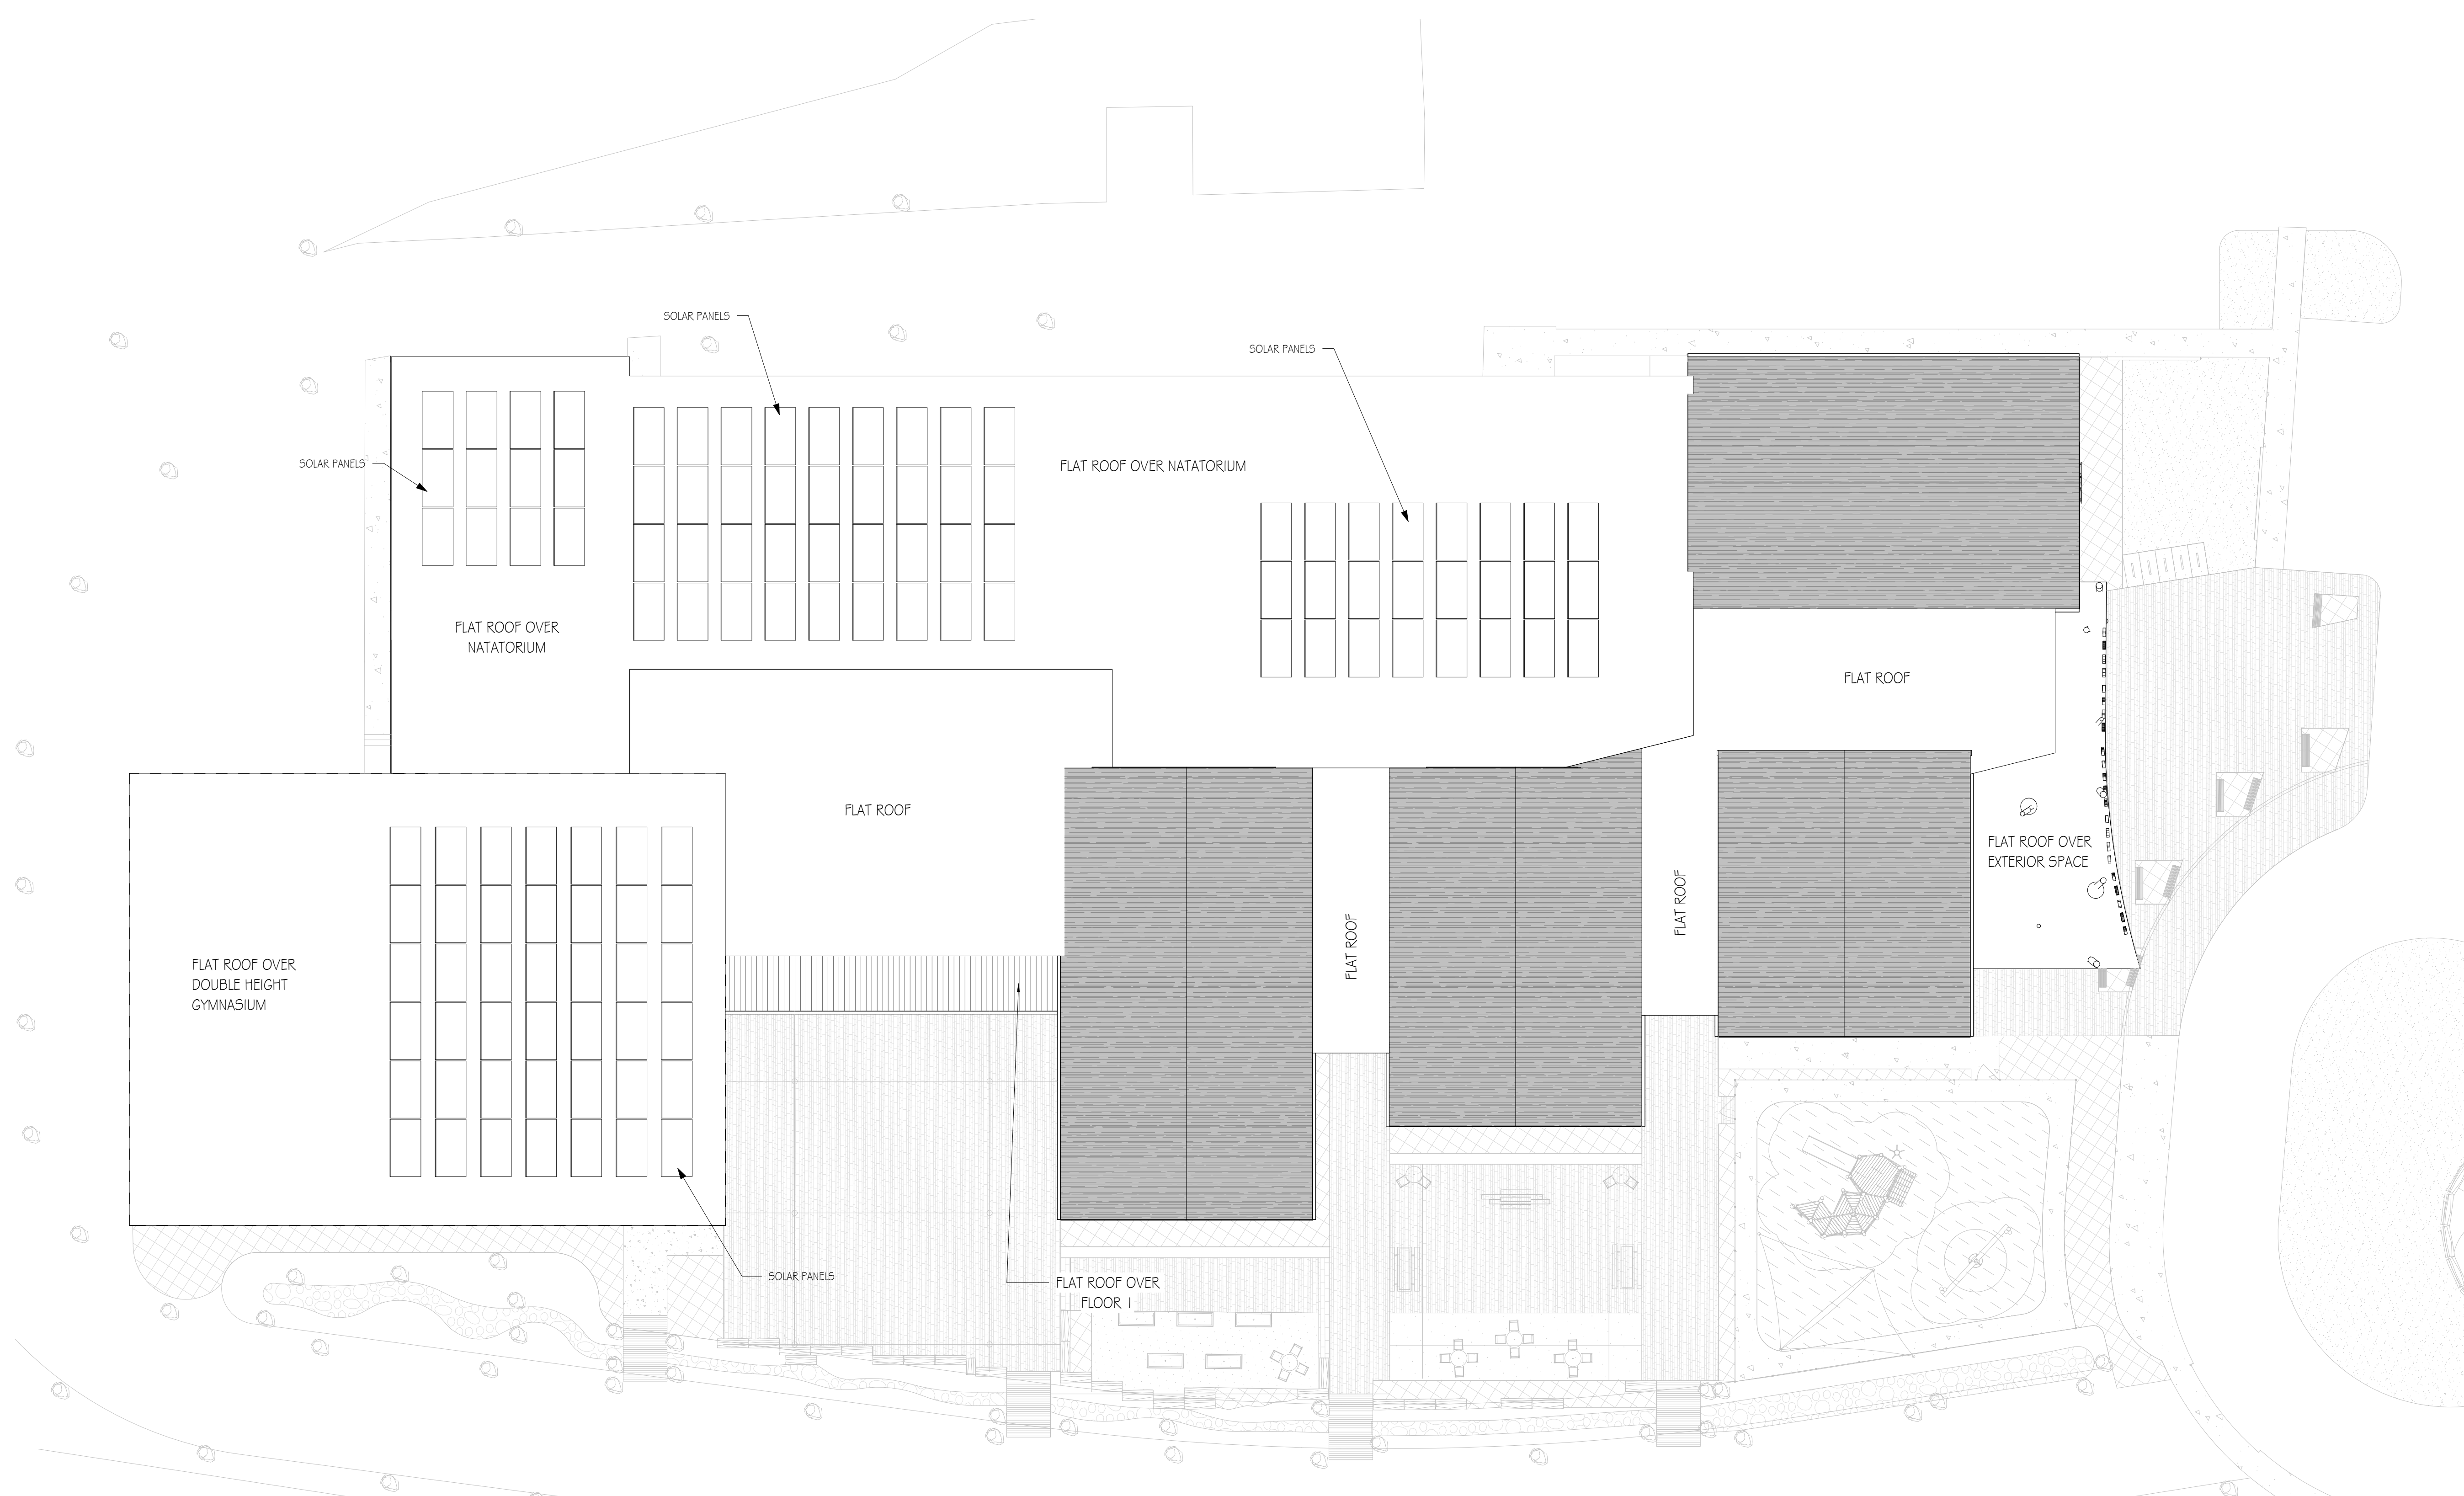 SOLAR PANELS
SOLAR PANELS
SOLAR PANELS
FLAT ROOF OVER NATATORIUM
FLAT ROOF OVER
NATATORIUM
FLAT ROOF
FLAT ROOF
FLAT ROOF OVER
EXTERIOR SPACE
FLAT ROOF
FLAT ROOF
FLAT ROOF OVER
DOUBLE HEIGHT
GYMNASIUM
SOLAR PANELS
FLAT ROOF OVER
FLOOR 1